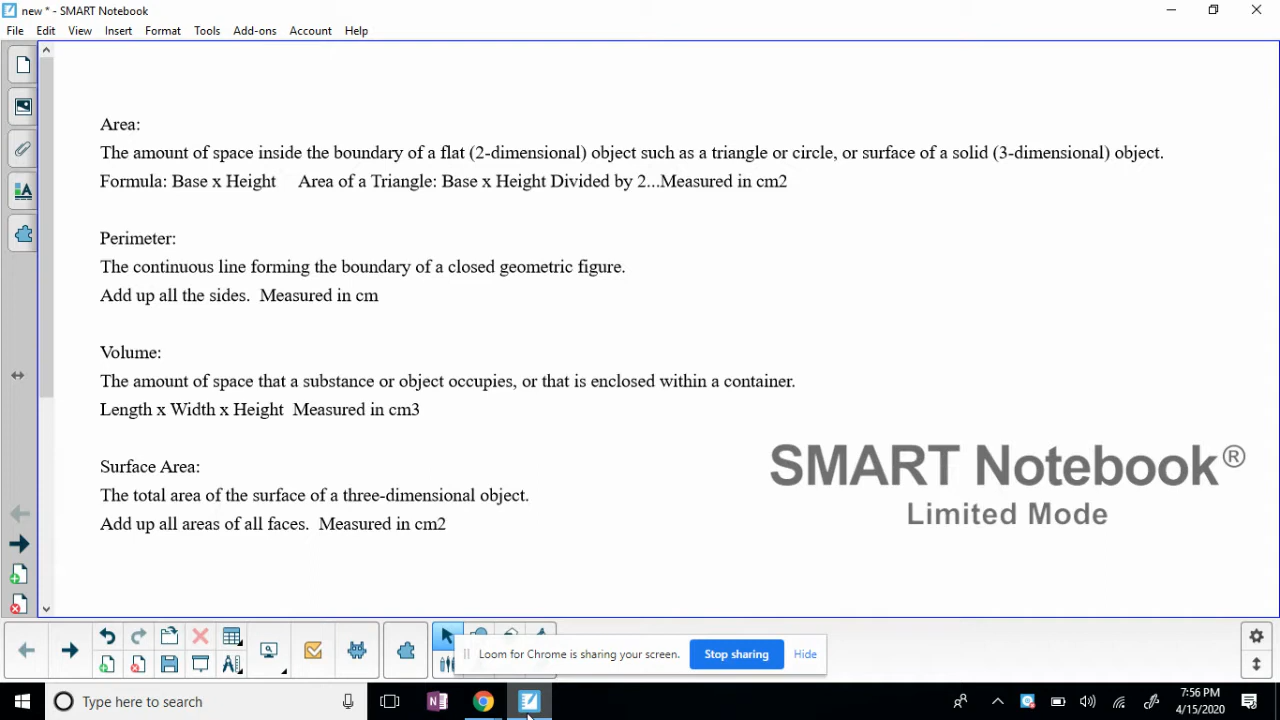 new * - SMART Notebook
File Edit View Insert Format Tools Add-ons Account Help
Area:
The amount of space inside the boundary of a flat (2-dimensional) object such as a triangle or circle, or surface of a solid (3-dimensional) object.
Formula: Base x Height Area of a Triangle: Base x Height Divided by 2...Measured in cm2
Perimeter:
The continuous line forming the boundary of a closed geometric figure.
Add up all the sides. Measured in cm
Volume:
The amount of space that a substance or object occupies, or that is enclosed within a container.
Length x Width x Height Measured in cm3
Surface Area:
The total area of the surface of a three-dimensional object.
Add up all areas of all faces. Measured in cm2
SMART Notebook®
Limited Mode
Loom for Chrome is sharing your screen. Stop sharing Hide
Type here to search
7:56 PM
4/15/2020